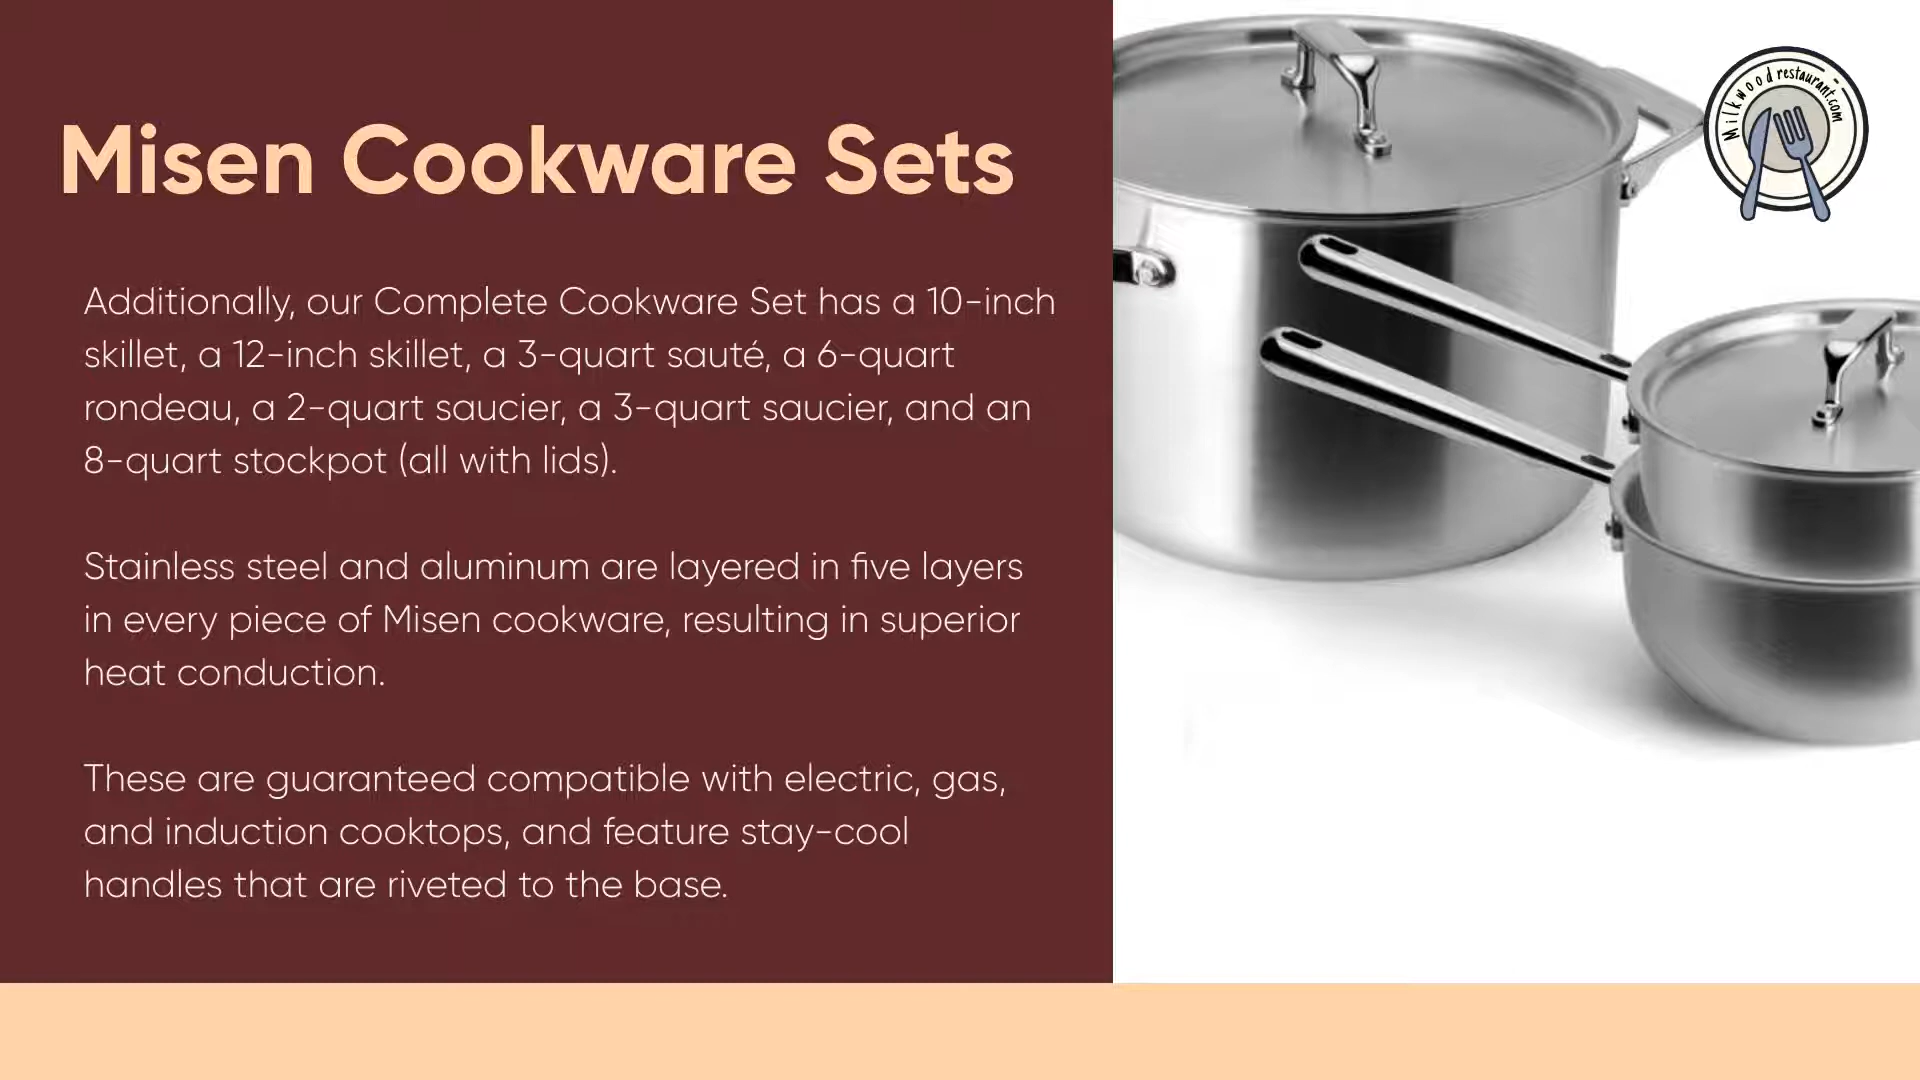 Misen Cookware Sets
Additionally, our Complete Cookware Set has a 10-inch
skillet, a 12-inch skillet, a 3-quart sauté, a 6-quart
rondeau, a 2-quart saucier, a 3-quart saucier, and an
8-quart stockpot (all with lids).
Stainless steel and aluminum are layered in five layers
in every piece of Misen cookware, resulting in superior
heat conduction.
These are guaranteed compatible with electric, gas,
and induction cooktops, and feature stay-cool
handles that are riveted to the base.
Milkwood restaurant.com